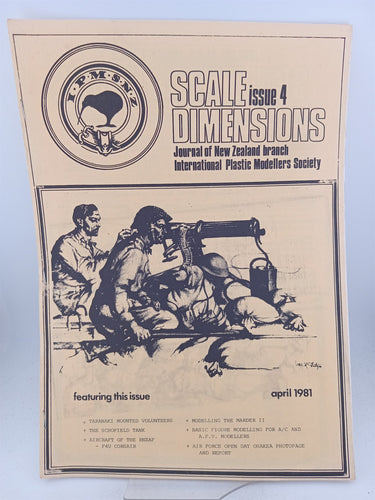 I·P·M·S·N·Z
SCALE issue 4
DIMENSIONS
Journal of New Zealand branch
International Plastic Modellers Society
featuring this issue
april 1981
* TARANAKI MOUNTED VOLUNTEERS
* THE SCHOFIELD TANK
* AIRCRAFT OF THE RNZAF
- F4U CORSAIR
* MODELLING THE MARDER II
* BASIC FIGURE MODELLING FOR A/C AND
A.F.V. MODELLERS
* AIR FORCE OPEN DAY OHAKEA PHOTOPAGE
AND REPORT